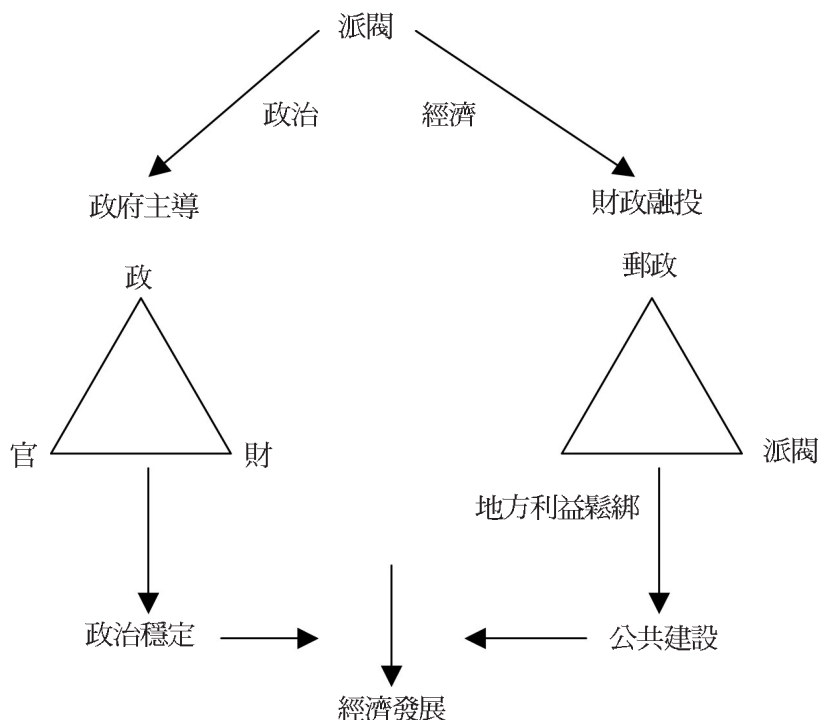 派閥
政治
經濟
政府主導
財政融投
政
郵政
官
財
派閥
地方利益鬆綁
政治穩定
公共建設
經濟發展